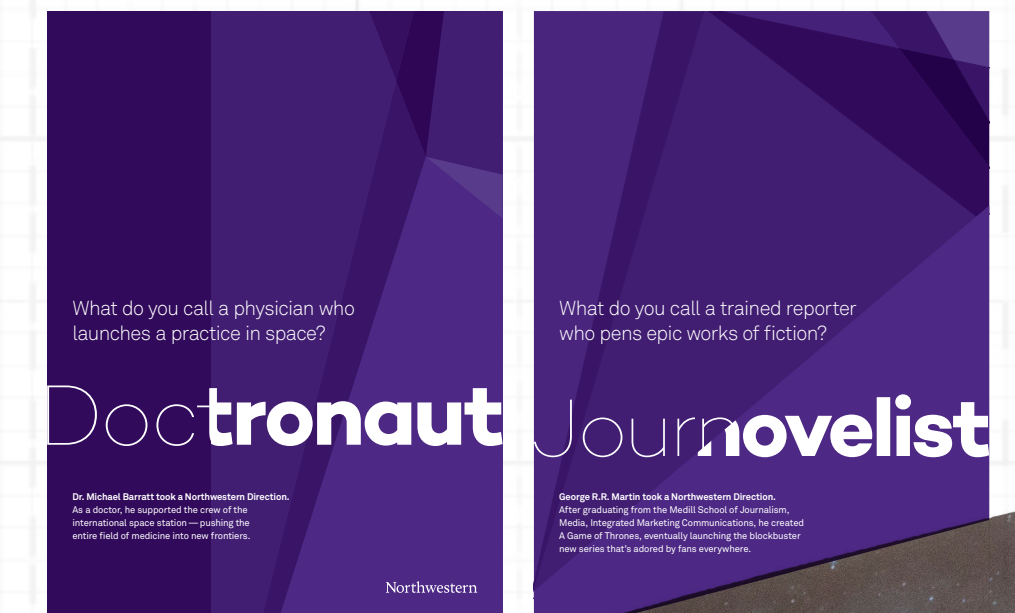 What do you call a physician who
launches a practice in space?
Doctronaut
Dr. Michael Barratt took a Northwestern Direction.
As a doctor, he supported the crew of the
international space station — pushing the
entire field of medicine into new frontiers.
Northwestern
What do you call a trained reporter
who pens epic works of fiction?
Journovelist
George R.R. Martin took a Northwestern Direction.
After graduating from the Medill School of Journalism,
Media, Integrated Marketing Communications, he created
A Game of Thrones, eventually launching the blockbuster
new series that's adored by fans everywhere.